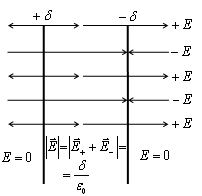 + δ − δ
+ E
− E
+ E
− E
+ E
E = 0 |E⃗| = |E⃗₊ + E⃗₋| = E = 0
= δ/ε₀